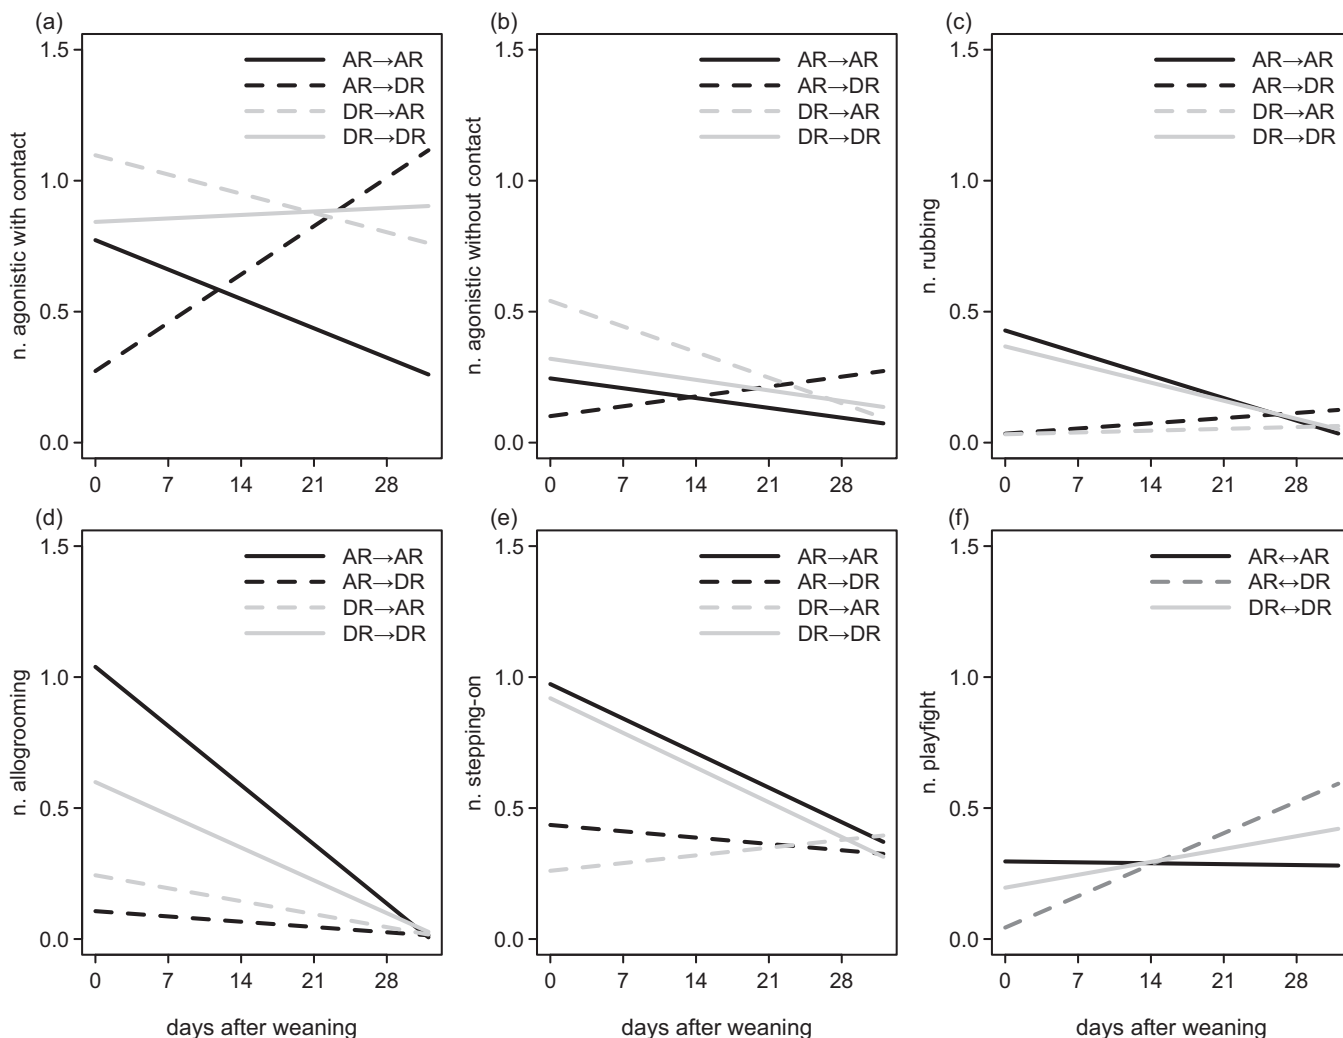 (a)
n. agonistic with contact
1.5
1.0
0.5
0.0
AR→AR
AR→DR
DR→AR
DR→DR
0 7 14 21 28
(b)
n. agonistic without contact
1.5
1.0
0.5
0.0
AR→AR
AR→DR
DR→AR
DR→DR
0 7 14 21 28
(c)
n. rubbing
1.5
1.0
0.5
0.0
AR→AR
AR→DR
DR→AR
DR→DR
0 7 14 21 28
(d)
n. allogrooming
1.5
1.0
0.5
0.0
AR→AR
AR→DR
DR→AR
DR→DR
0 7 14 21 28
days after weaning
(e)
n. stepping-on
1.5
1.0
0.5
0.0
AR→AR
AR→DR
DR→AR
DR→DR
0 7 14 21 28
days after weaning
(f)
n. playfight
1.5
1.0
0.5
0.0
AR↔AR
AR↔DR
DR↔DR
0 7 14 21 28
days after weaning